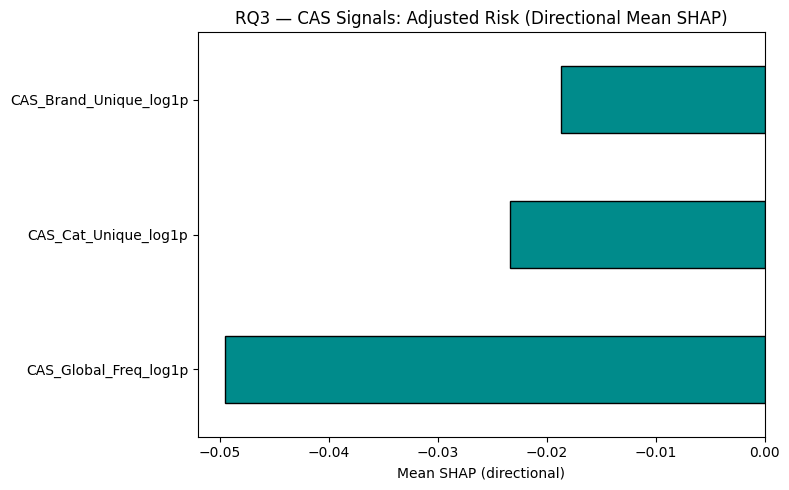 RQ3 — CAS Signals: Adjusted Risk (Directional Mean SHAP)
CAS_Brand_Unique_log1p
CAS_Cat_Unique_log1p
CAS_Global_Freq_log1p
−0.05 −0.04 −0.03 −0.02 −0.01 0.00
Mean SHAP (directional)